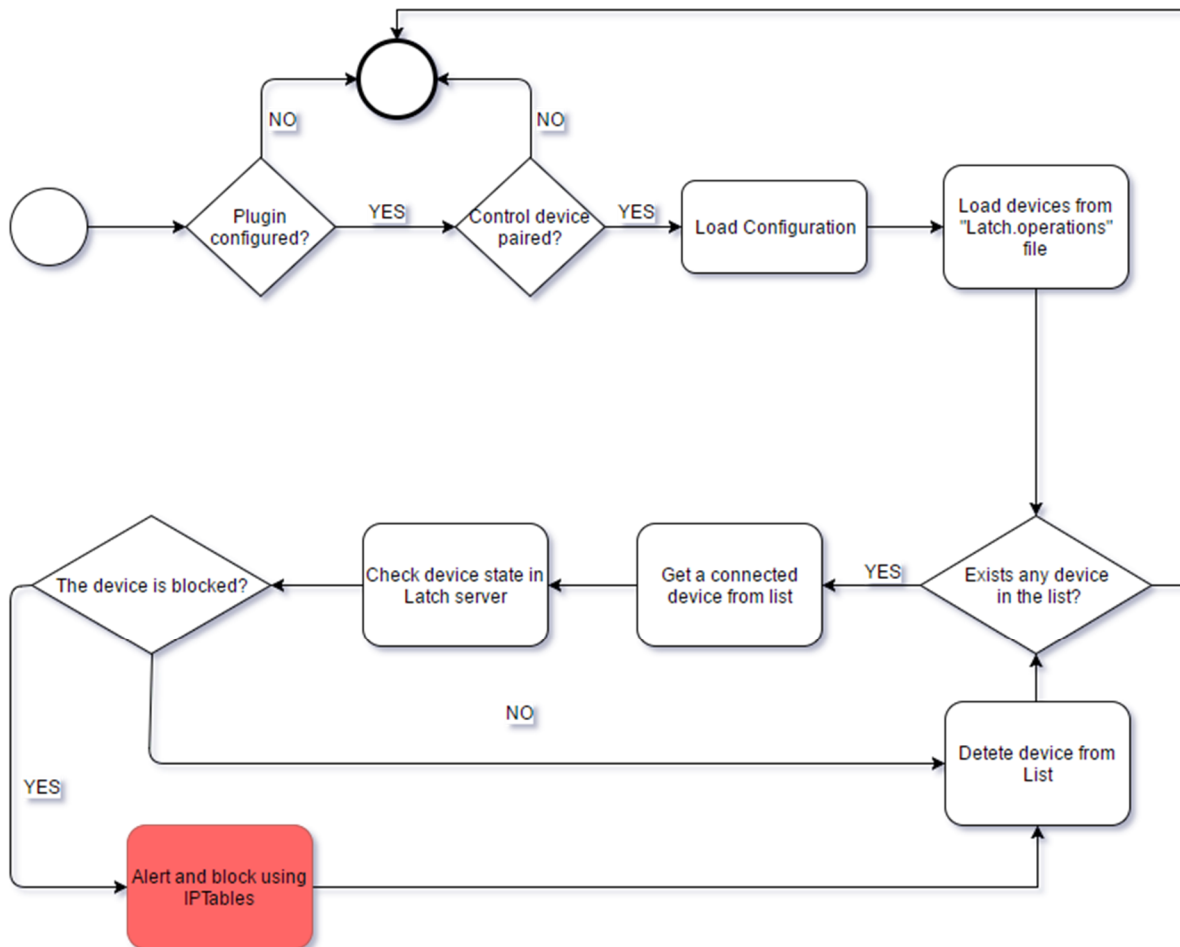 NO
NO
Plugin
configured?
YES
Control device
paired?
YES
Load Configuration
Load devices from
"Latch.operations"
file
The device is blocked?
Check device state in
Latch server
Get a connected
device from list
YES
Exists any device
in the list?
NO
Detete device from
List
YES
Alert and block using
IPTables